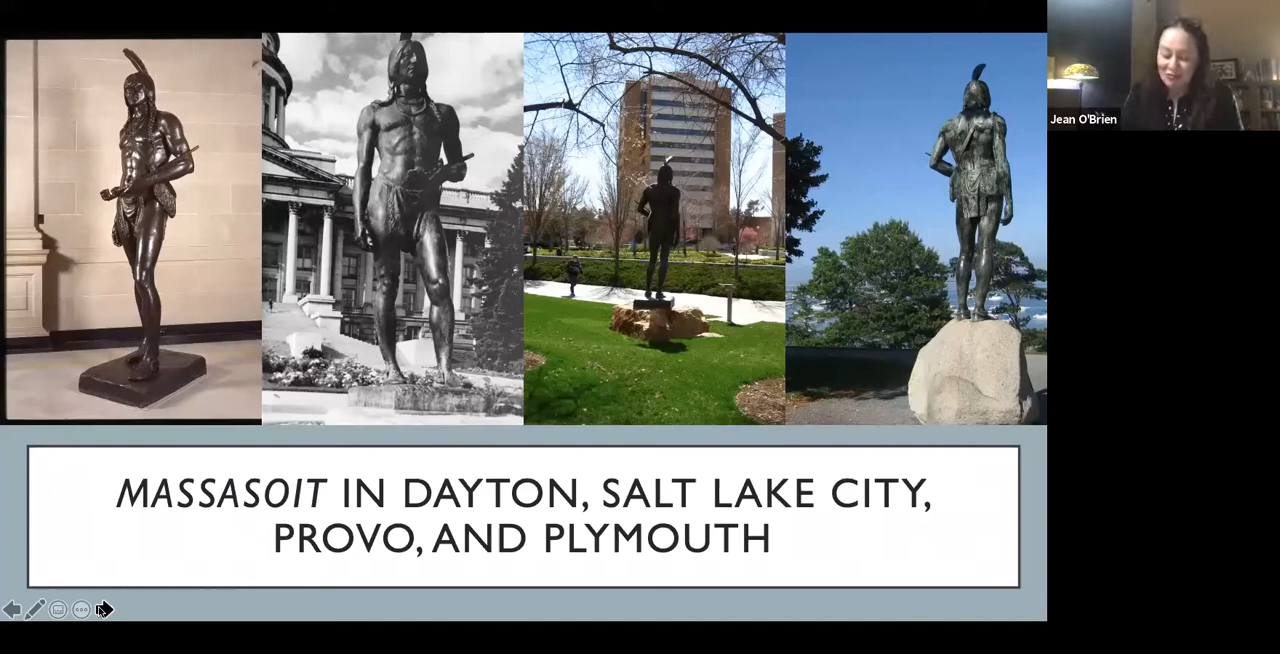 Jean O'Brien
MASSASOIT IN DAYTON, SALT LAKE CITY,
PROVO, AND PLYMOUTH